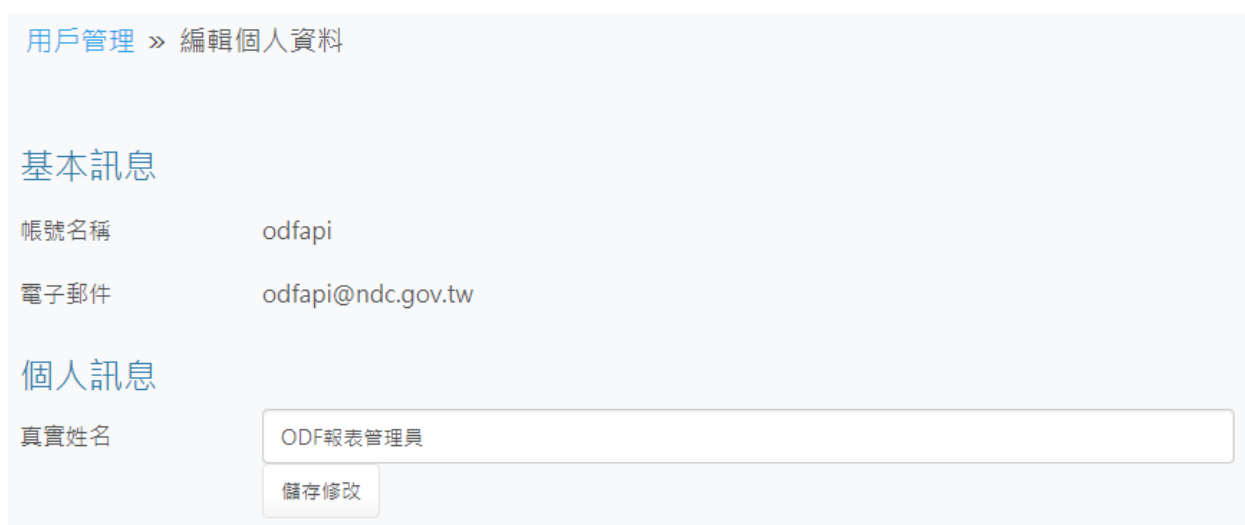 用戶管理 » 編輯個人資料
基本訊息
帳號名稱 odfapi
電子郵件 odfapi@ndc.gov.tw
個人訊息
真實姓名 ODF報表管理員
儲存修改